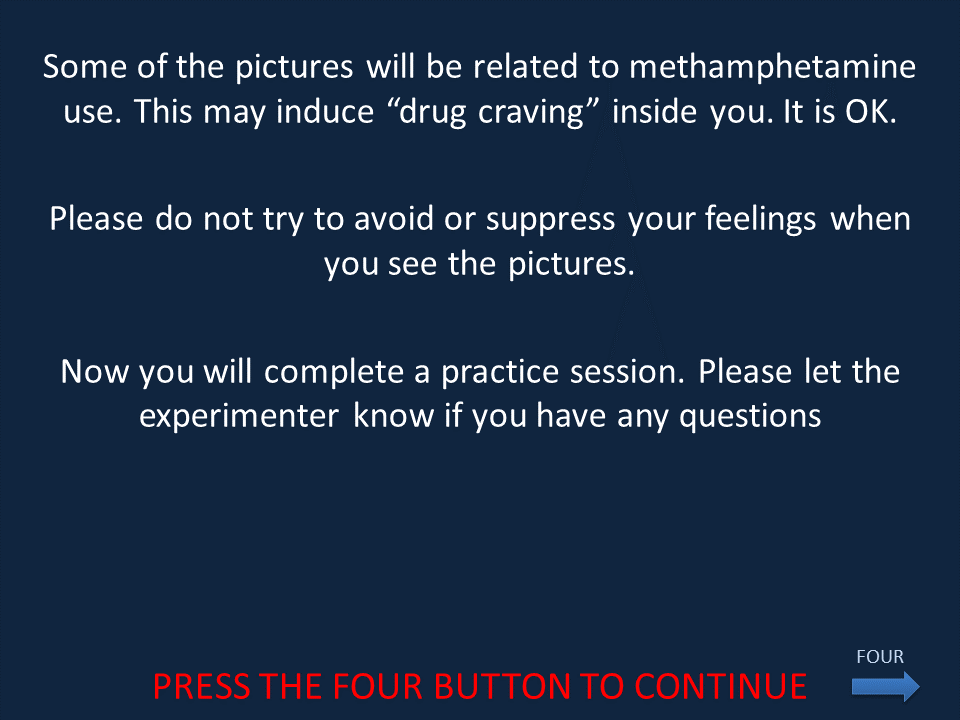 Some of the pictures will be related to methamphetamine
use. This may induce “drug craving” inside you. It is OK.
Please do not try to avoid or suppress your feelings when
you see the pictures.
Now you will complete a practice session. Please let the
experimenter know if you have any questions
FOUR
PRESS THE FOUR BUTTON TO CONTINUE